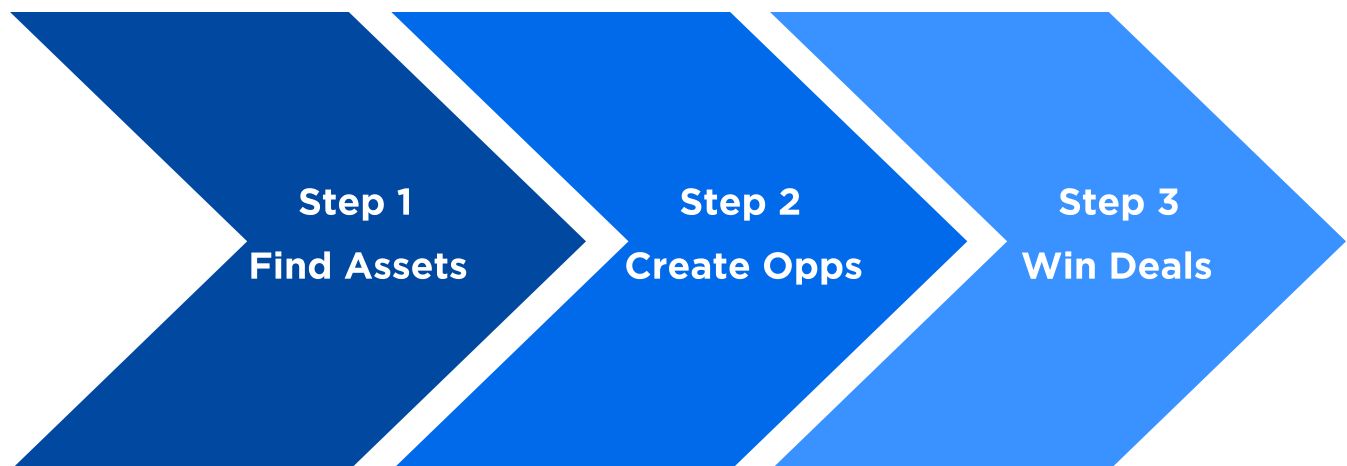 Step 1
Find Assets
Step 2
Create Opps
Step 3
Win Deals